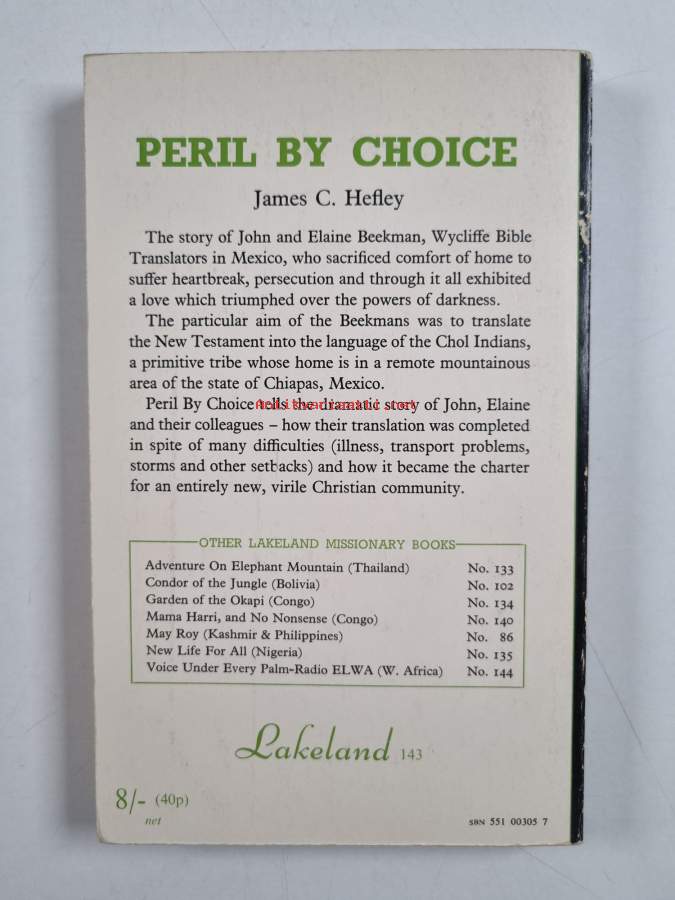 PERIL BY CHOICE
James C. Hefley
The story of John and Elaine Beekman, Wycliffe Bible
Translators in Mexico, who sacrificed comfort of home to
suffer heartbreak, persecution and through it all exhibited
a love which triumphed over the powers of darkness.
The particular aim of the Beekmans was to translate
the New Testament into the language of the Chol Indians,
a primitive tribe whose home is in a remote mountainous
area of the state of Chiapas, Mexico.
Peril By Choice tells the dramatic story of John, Elaine
and their colleagues – how their translation was completed
in spite of many difficulties (illness, transport problems,
storms and other setbacks) and how it became the charter
for an entirely new, virile Christian community.
OTHER LAKELAND MISSIONARY BOOKS
Adventure On Elephant Mountain (Thailand) No. 133
Condor of the Jungle (Bolivia) No. 102
Garden of the Okapi (Congo) No. 134
Mama Harri, and No Nonsense (Congo) No. 140
May Roy (Kashmir & Philippines) No. 86
New Life For All (Nigeria) No. 135
Voice Under Every Palm-Radio ELWA (W. Africa) No. 144
Lakeland 143
8/- (40p)
net
SBN 551 00305 7